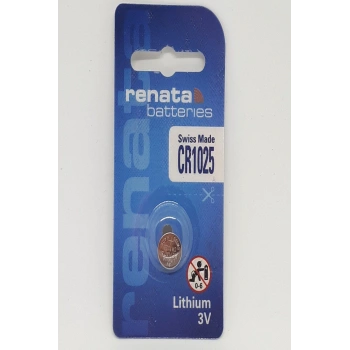 renata
batteries
Swiss Made
CR1025
renata
0-6
Lithium
3V